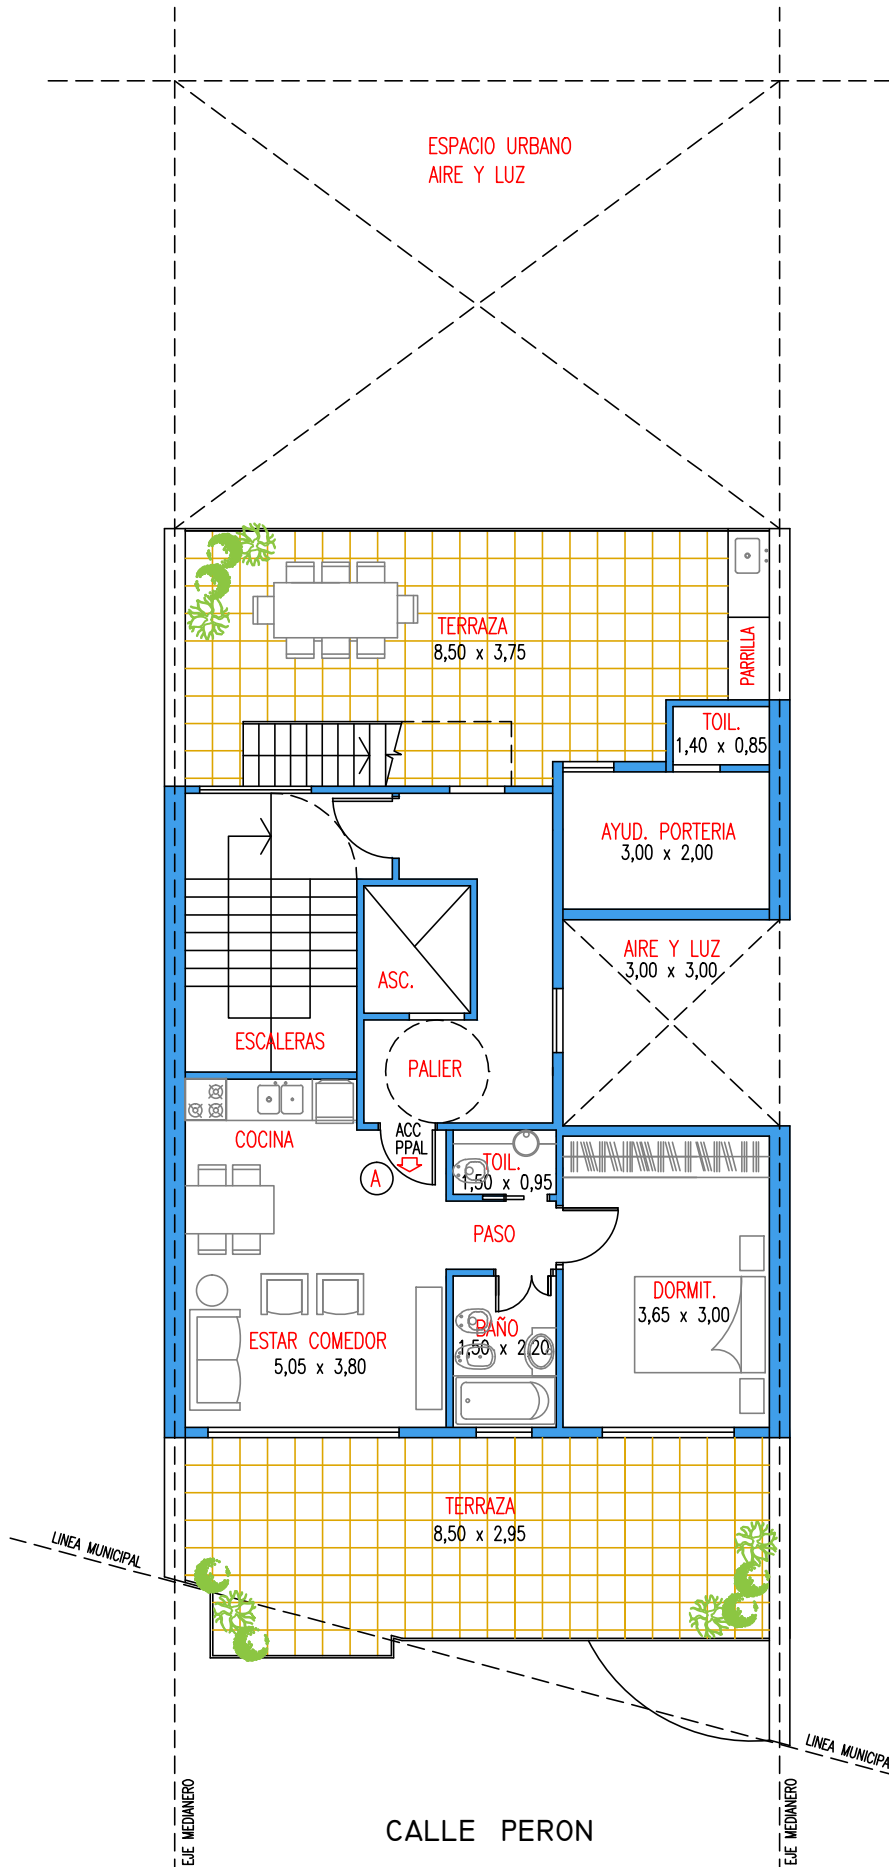 ESPACIO URBANO
AIRE Y LUZ
TERRAZA
8,50 x 3,75
PARRILLA
TOIL.
1,40 x 0,85
AYUD. PORTERIA
3,00 x 2,00
AIRE Y LUZ
3,00 x 3,00
ASC.
ESCALERAS
PALIER
COCINA
ACC
PPAL
A
TOIL.
1,50 x 0,95
PASO
DORMIT.
3,65 x 3,00
BAÑO
1,50 x 2,20
ESTAR COMEDOR
5,05 x 3,80
TERRAZA
8,50 x 2,95
LINEA MUNICIPAL
LINEA MUNICIPA
EJE MEDIANERO
CALLE PERON
EJE MEDIANERO